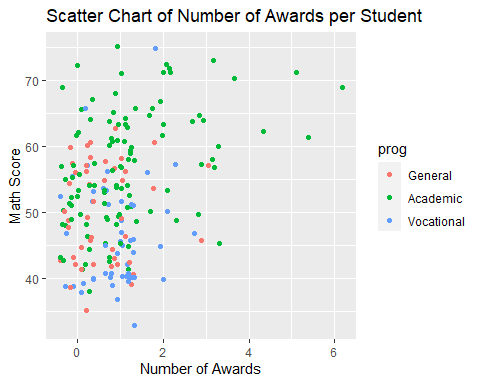 Scatter Chart of Number of Awards per Student
Math Score
70
60
50
40
0
2
4
6
Number of Awards
prog
General
Academic
Vocational